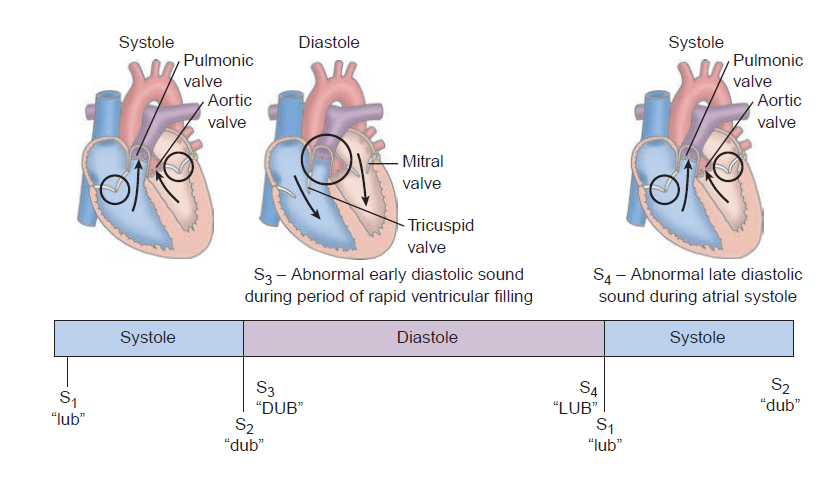 Systole
Pulmonic
valve
Aortic
valve
Diastole
Mitral
valve
Tricuspid
valve
Systole
Pulmonic
valve
Aortic
valve
S₃ – Abnormal early diastolic sound
during period of rapid ventricular filling
S₄ – Abnormal late diastolic
sound during atrial systole
Systole
Diastole
Systole
S₁
“lub”
S₂
“dub”
S₃
“DUB”
S₄
“LUB”
S₁
“lub”
S₂
“dub”